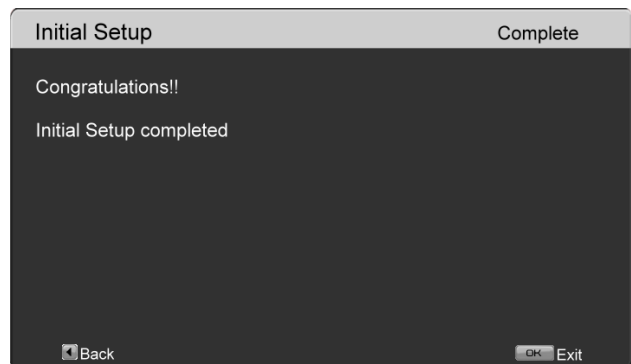 Initial Setup Complete
Congratulations!!
Initial Setup completed
Back OK Exit